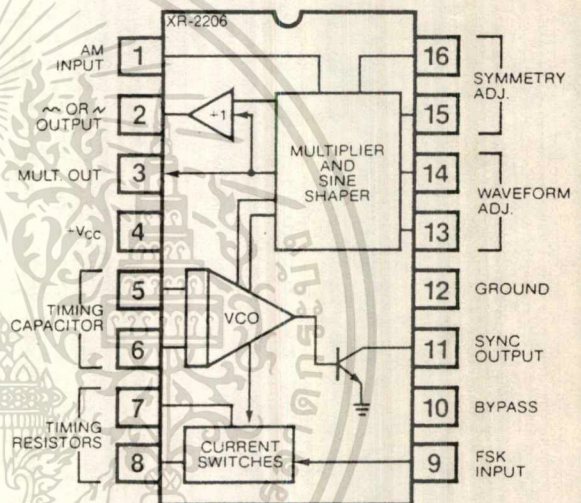 XR-2206
AM
INPUT
1
∿ OR ~
OUTPUT
2
MULT. OUT
3
-VCC
4
TIMING
CAPACITOR
5
6
TIMING
RESISTORS
7
8
+1
MULTIPLIER
AND
SINE
SHAPER
VCO
CURRENT
SWITCHES
16
15
SYMMETRY
ADJ.
14
13
WAVEFORM
ADJ.
12
GROUND
11
SYNC
OUTPUT
10
BYPASS
9
FSK
INPUT